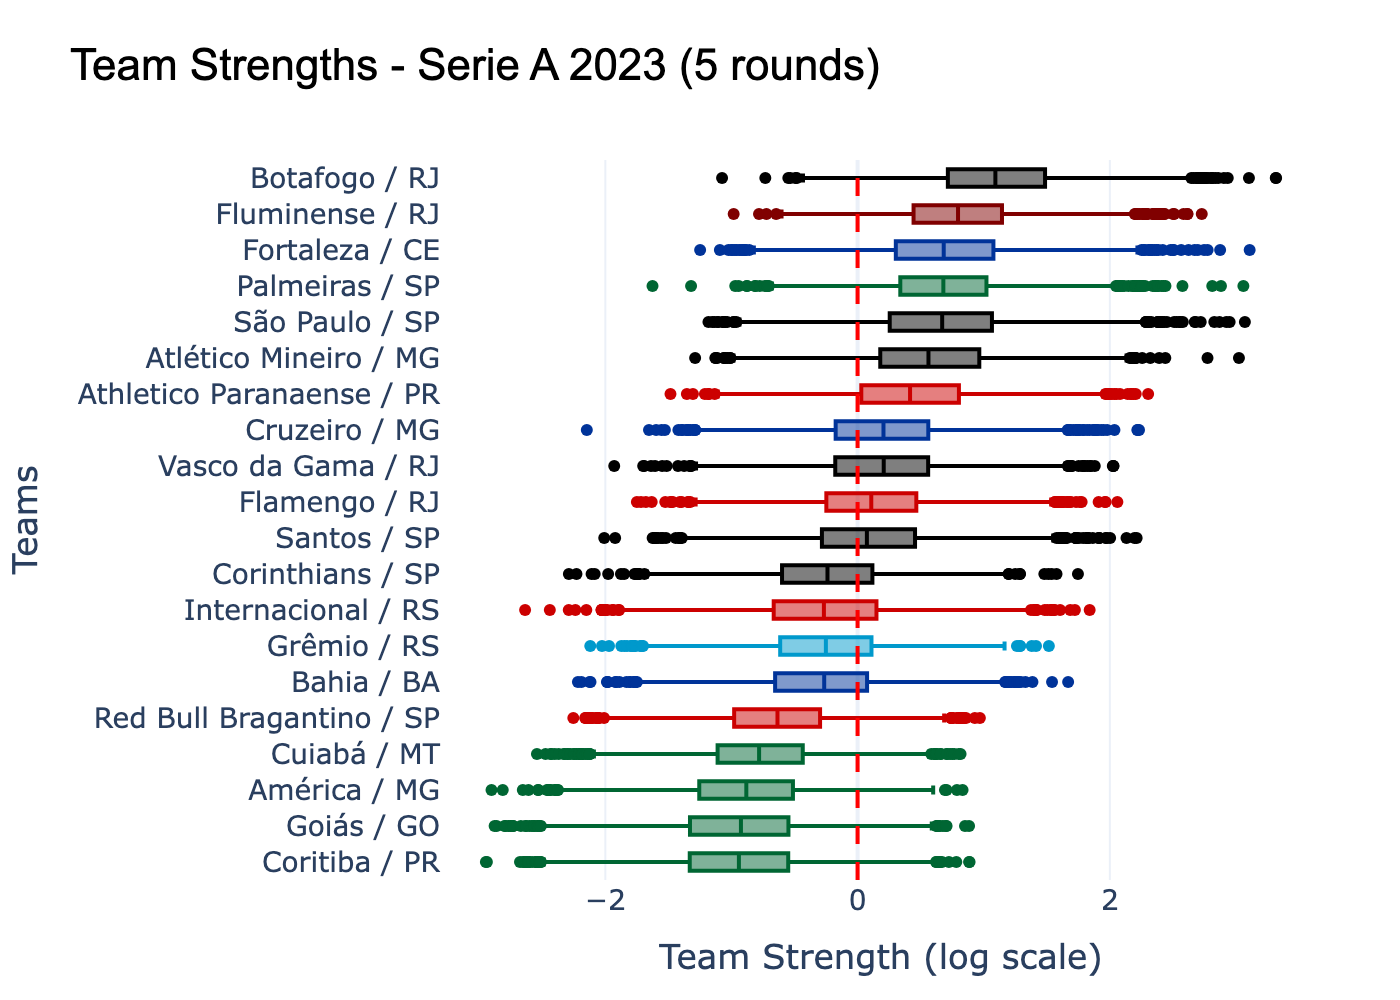 Team Strengths - Serie A 2023 (5 rounds)
Teams
Botafogo / RJ
Fluminense / RJ
Fortaleza / CE
Palmeiras / SP
São Paulo / SP
Atlético Mineiro / MG
Athletico Paranaense / PR
Cruzeiro / MG
Vasco da Gama / RJ
Flamengo / RJ
Santos / SP
Corinthians / SP
Internacional / RS
Grêmio / RS
Bahia / BA
Red Bull Bragantino / SP
Cuiabá / MT
América / MG
Goiás / GO
Coritiba / PR
−2 0 2
Team Strength (log scale)